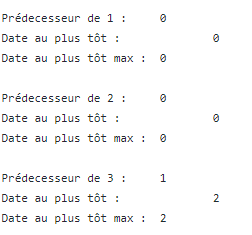 Prédecesseur de 1 : 0
Date au plus tôt : 0
Date au plus tôt max : 0
Prédecesseur de 2 : 0
Date au plus tôt : 0
Date au plus tôt max : 0
Prédecesseur de 3 : 1
Date au plus tôt : 2
Date au plus tôt max : 2